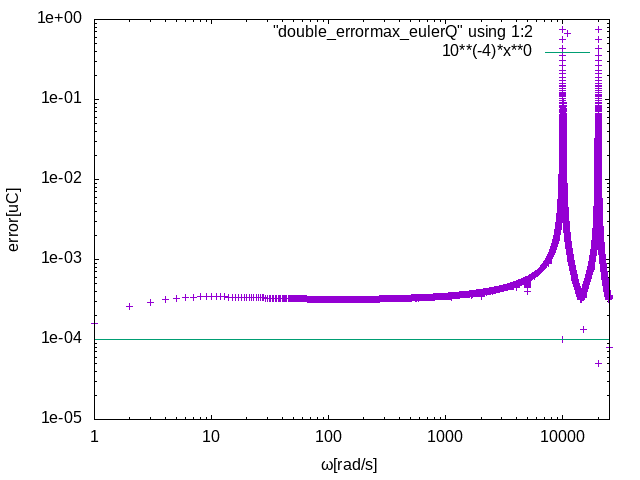 "double_errormax_eulerQ" using 1:2
10**(-4)*x**0
1e+00
1e-01
1e-02
1e-03
1e-04
1e-05
error[uC]
1 10 100 1000 10000
ω[rad/s]